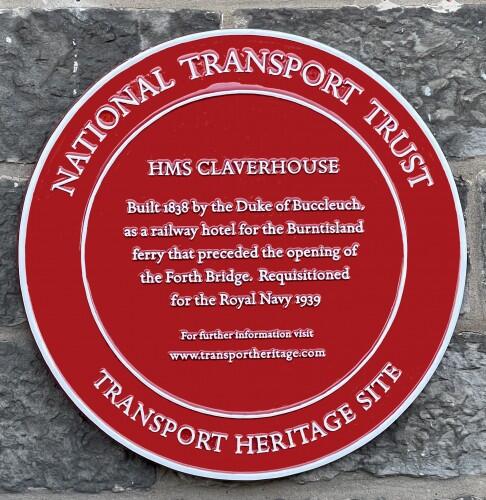 NATIONAL TRANSPORT TRUST
HMS CLAVERHOUSE
Built 1838 by the Duke of Buccleuch,
as a railway hotel for the Burntisland
ferry that preceded the opening of
the Forth Bridge. Requisitioned
for the Royal Navy 1939
For further information visit
www.transportheritage.com
TRANSPORT HERITAGE SITE